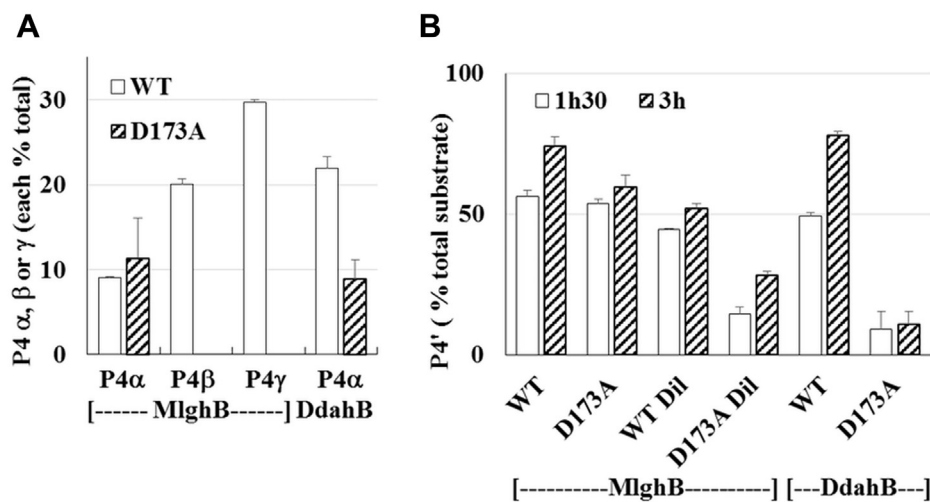 A
P4 α, β or γ (each % total)
30
20
10
0
WT
D173A
P4α P4β P4γ P4α
[------ MlghB------] DdahB
B
P4' ( % total substrate)
100
50
0
1h30 3h
WT D173A WT Dil D173A Dil WT D173A
[----------MlghB---------] [---DdahB---]